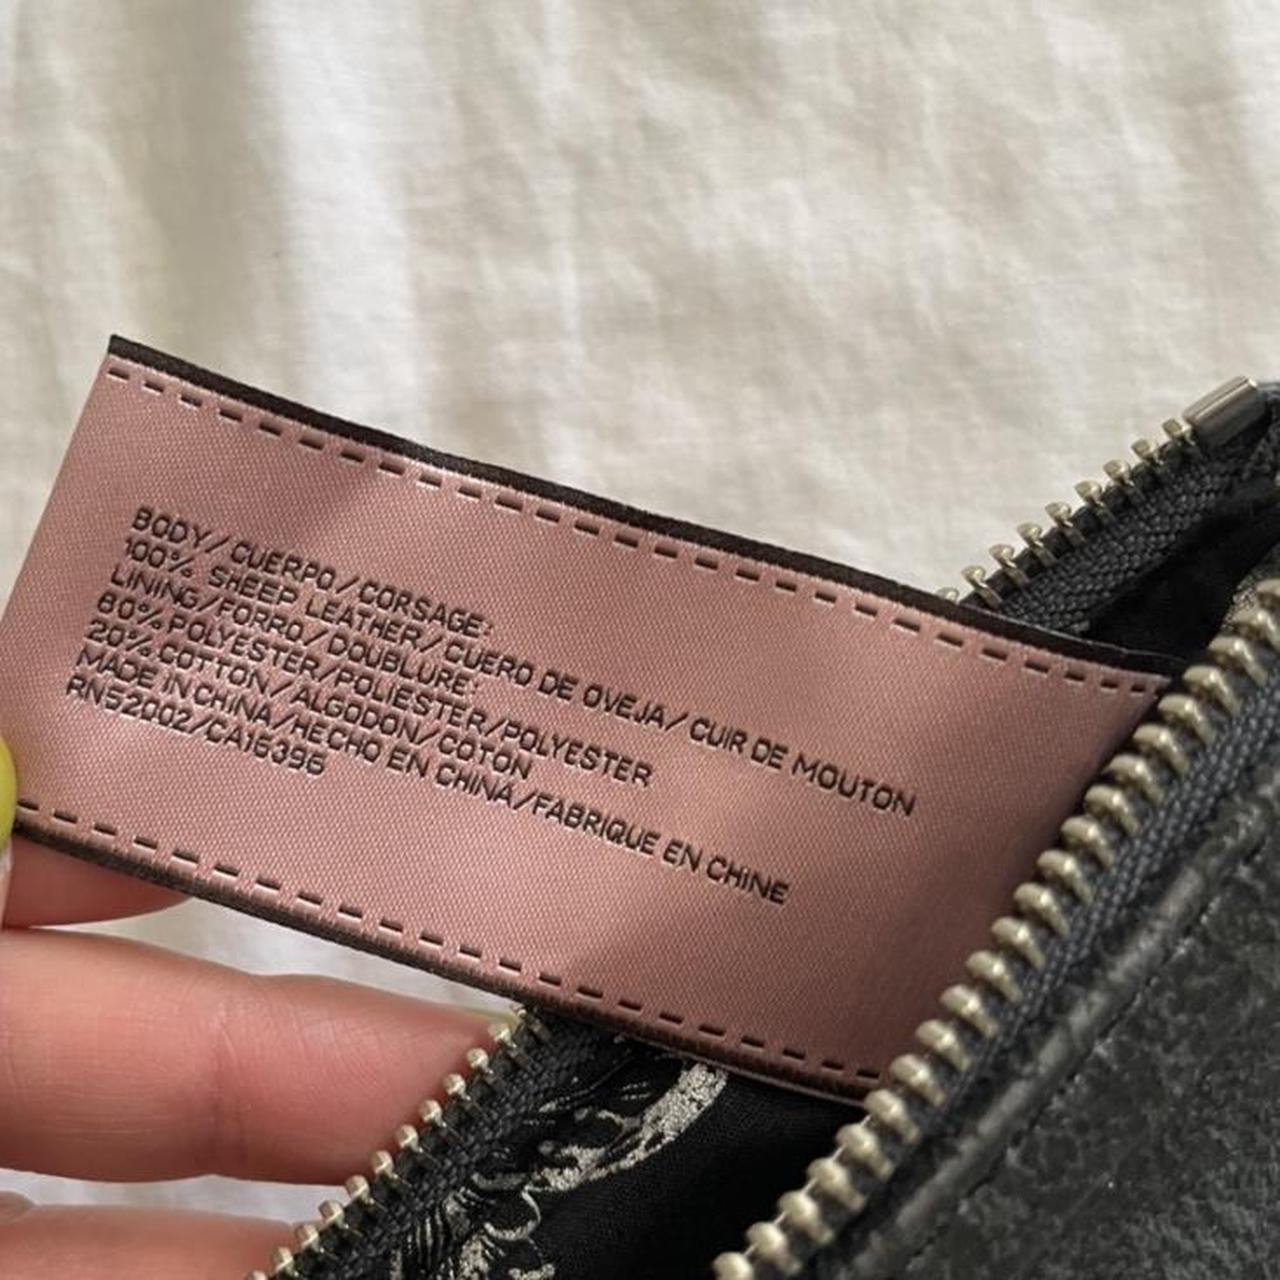 BODY/CUERPO/CORSAGE:
100% SHEEP LEATHER/CUERO DE OVEJA/CUIR DE MOUTON
LINING/FORRO/DOUBLURE:
80% POLYESTER/POLIESTER/POLYESTER
20% COTTON/ALGODON/COTON
MADE IN CHINA/HECHO EN CHINA/FABRIQUE EN CHINE
RN52002/CA16396